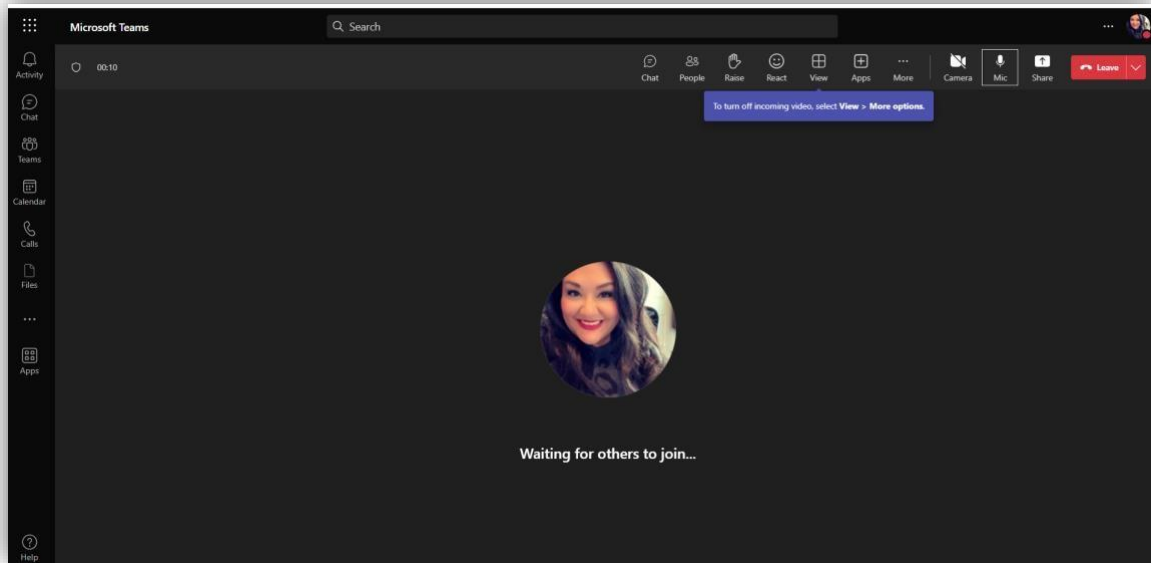 Microsoft Teams
Search
Activity
Chat
Teams
Calendar
Calls
Files
Apps
Help
00:10
Chat People Raise React View Apps More Camera Mic Share Leave
To turn off incoming video, select View > More options.
Waiting for others to join...